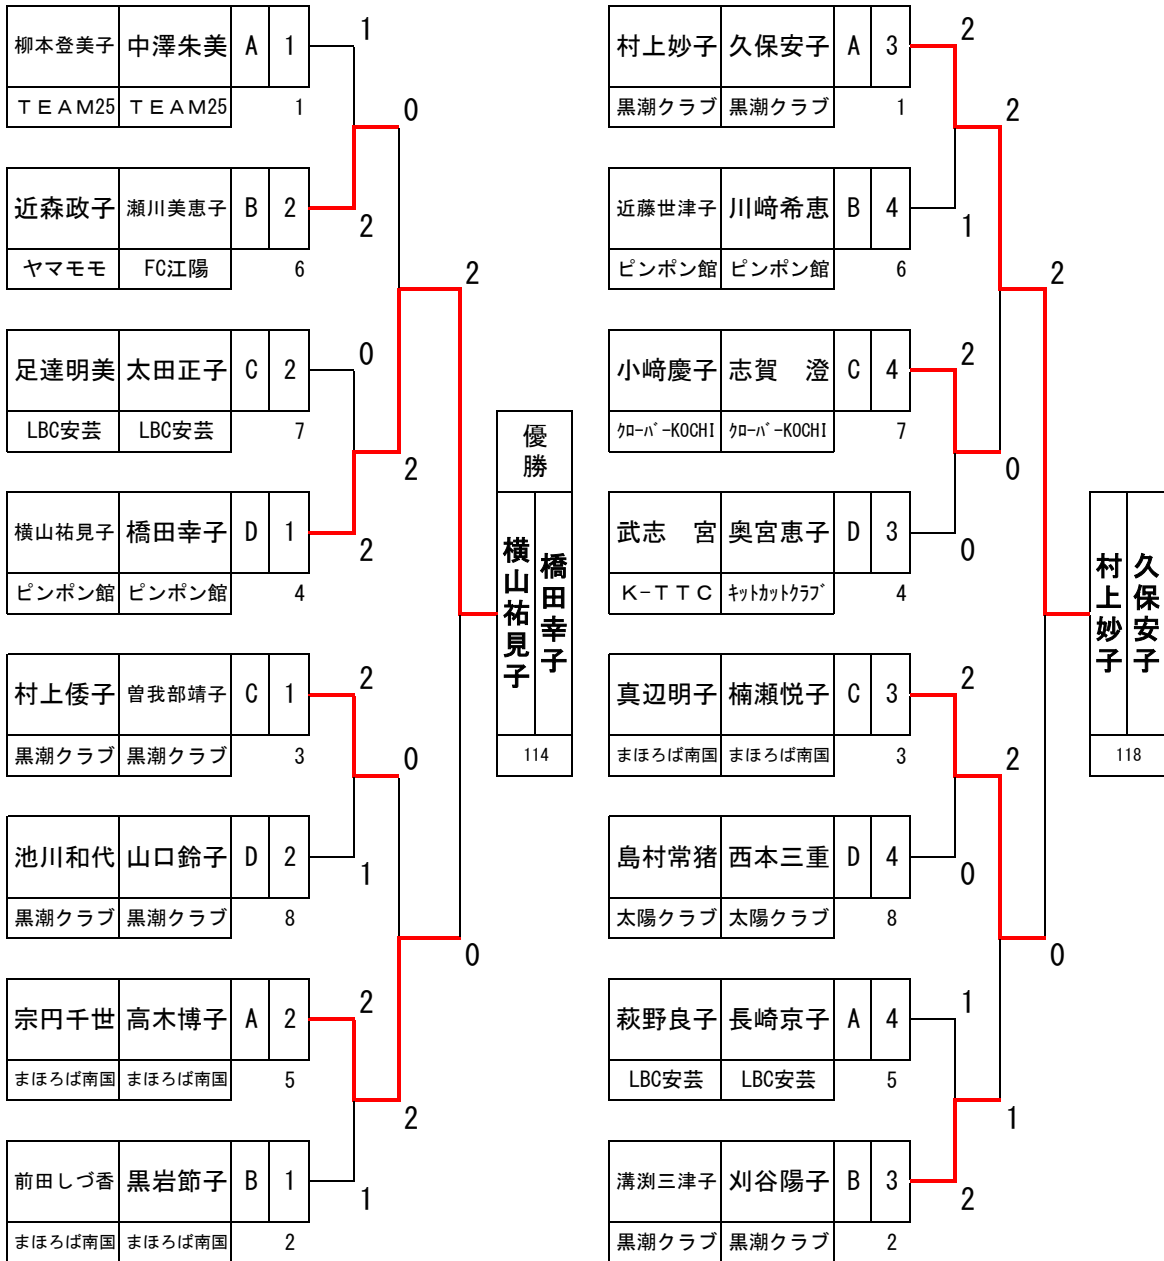 柳本登美子 中澤朱美 A 1
TEAM25 TEAM25 1
1
0
近森政子 瀬川美恵子 B 2
ヤマモモ FC江陽 6
2
2
足達明美 太田正子 C 2
LBC安芸 LBC安芸 7
0
2
横山祐見子 橋田幸子 D 1
ピンポン館 ピンポン館 4
2
村上倭子 曽我部靖子 C 1
黒潮クラブ 黒潮クラブ 3
2
0
池川和代 山口鈴子 D 2
黒潮クラブ 黒潮クラブ 8
1
0
宗円千世 高木博子 A 2
まほろば南国 まほろば南国 5
2
2
前田しづ香 黒岩節子 B 1
まほろば南国 まほろば南国 2
1
優勝
横山祐見子
橋田幸子
114
村上妙子 久保安子 A 3
黒潮クラブ 黒潮クラブ 1
2
2
近藤世津子 川﨑希恵 B 4
ピンポン館 ピンポン館 6
1
2
小﨑慶子 志賀 澄 C 4
クローバーKOCHI クローバーKOCHI 7
2
0
武志 宮 奥宮恵子 D 3
K-TTC キットカットクラブ 4
0
真辺明子 楠瀬悦子 C 3
まほろば南国 まほろば南国 3
2
2
島村常猪 西本三重 D 4
太陽クラブ 太陽クラブ 8
0
0
萩野良子 長崎京子 A 4
LBC安芸 LBC安芸 5
1
1
溝渕三津子 刈谷陽子 B 3
黒潮クラブ 黒潮クラブ 2
2
村上妙子
久保安子
118